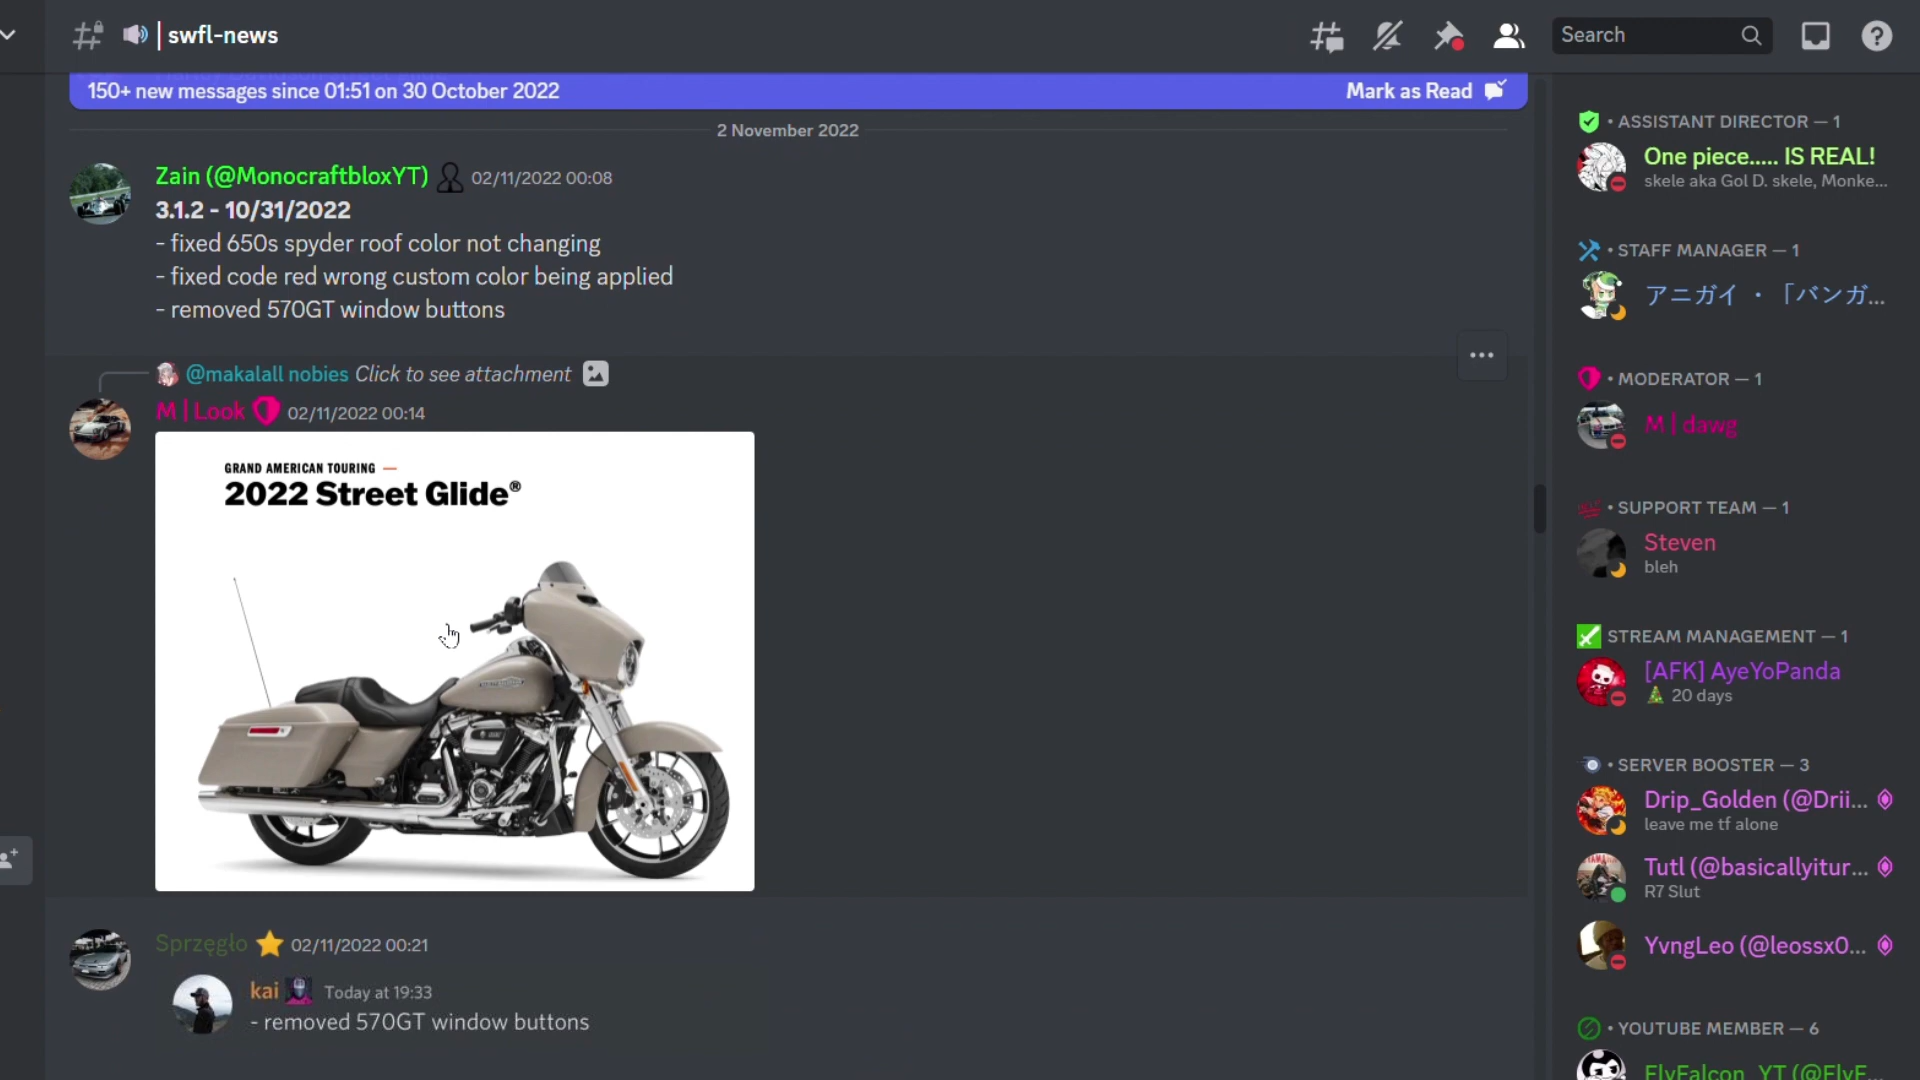 swfl-news
Search
150+ new messages since 01:51 on 30 October 2022
Mark as Read
2 November 2022
Zain (@MonocraftbloxYT) 02/11/2022 00:08
3.1.2 - 10/31/2022
- fixed 650s spyder roof color not changing
- fixed code red wrong custom color being applied
- removed 570GT window buttons
@makalall nobies Click to see attachment
M | Look 02/11/2022 00:14
GRAND AMERICAN TOURING —
2022 Street Glide®
Sprzęgło 02/11/2022 00:21
kai Today at 19:33
- removed 570GT window buttons
• ASSISTANT DIRECTOR — 1
One piece..... IS REAL!
skele aka Gol D. skele, Monke...
• STAFF MANAGER — 1
アニガイ ・ 「バンガ...
• MODERATOR — 1
M | dawg
• SUPPORT TEAM — 1
Steven
bleh
STREAM MANAGEMENT — 1
[AFK] AyeYoPanda
20 days
• SERVER BOOSTER — 3
Drip_Golden (@Drii...
leave me tf alone
Tutl (@basicallyitur...
R7 Slut
YvngLeo (@leossx0...
• YOUTUBE MEMBER — 6
FlyFalcon_YT (@FlyF...